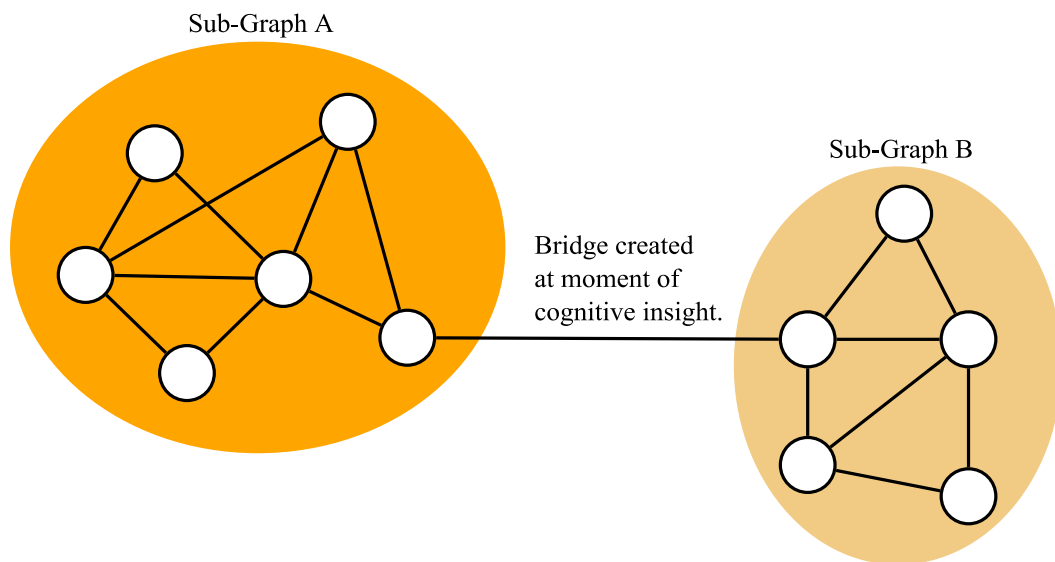 Sub-Graph A
Sub-Graph B
Bridge created
at moment of
cognitive insight.